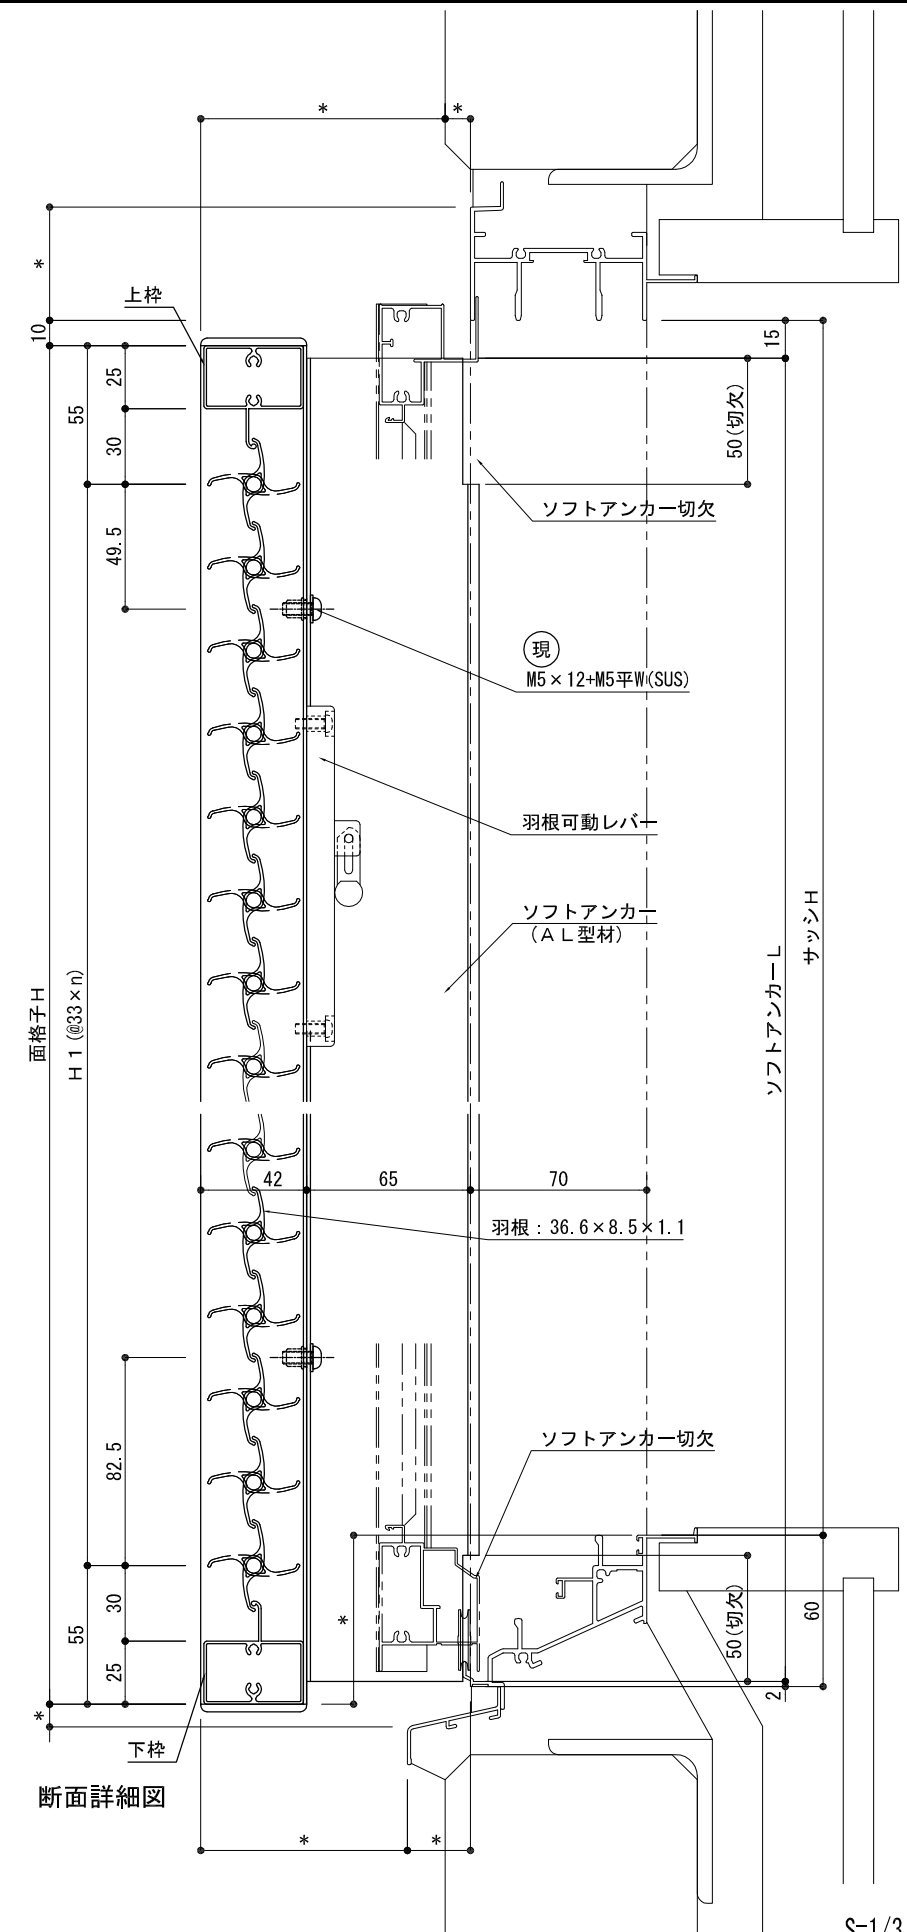 *
*
*
上枠
10
15
25
55
30
50(切欠)
ソフトアンカー切欠
49.5
現
M5×12+M5平W(SUS)
羽根可動レバー
ソフトアンカー
(AL型材)
サッシH
ソフトアンカーL
面格子H
H1(@33×n)
42
65
70
羽根：36.6×8.5×1.1
ソフトアンカー切欠
82.5
30
55
25
*
50(切欠)
60
2
*
下枠
断面詳細図
*
*
S=1/3